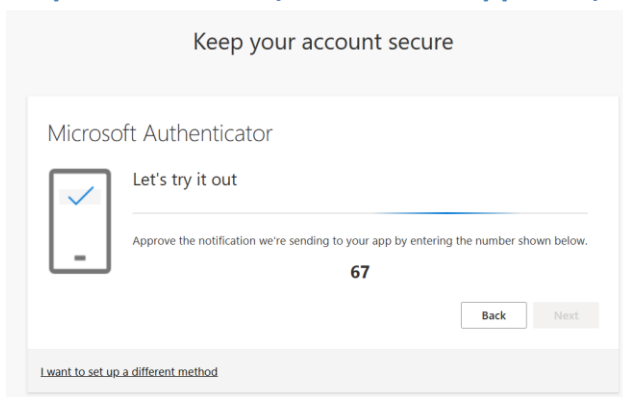 Keep your account secure
Microsoft Authenticator
Let's try it out
Approve the notification we're sending to your app by entering the number shown below.
67
Back
Next
I want to set up a different method